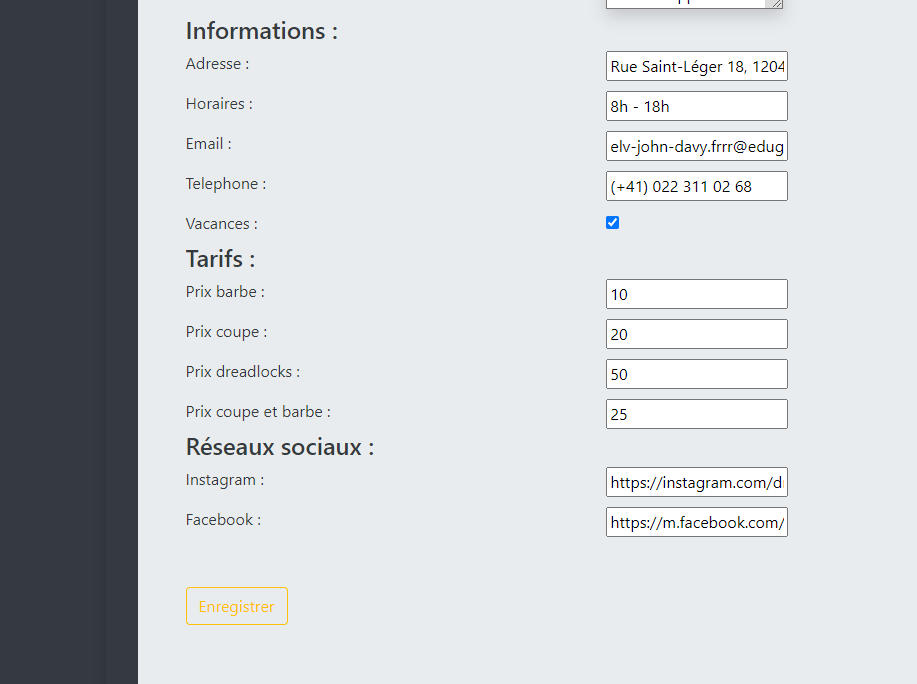 Informations :
Adresse : Rue Saint-Léger 18, 1204
Horaires : 8h - 18h
Email : elv-john-davy.frrr@edug
Telephone : (+41) 022 311 02 68
Vacances :
Tarifs :
Prix barbe : 10
Prix coupe : 20
Prix dreadlocks : 50
Prix coupe et barbe : 25
Réseaux sociaux :
Instagram : https://instagram.com/d
Facebook : https://m.facebook.com/
Enregistrer